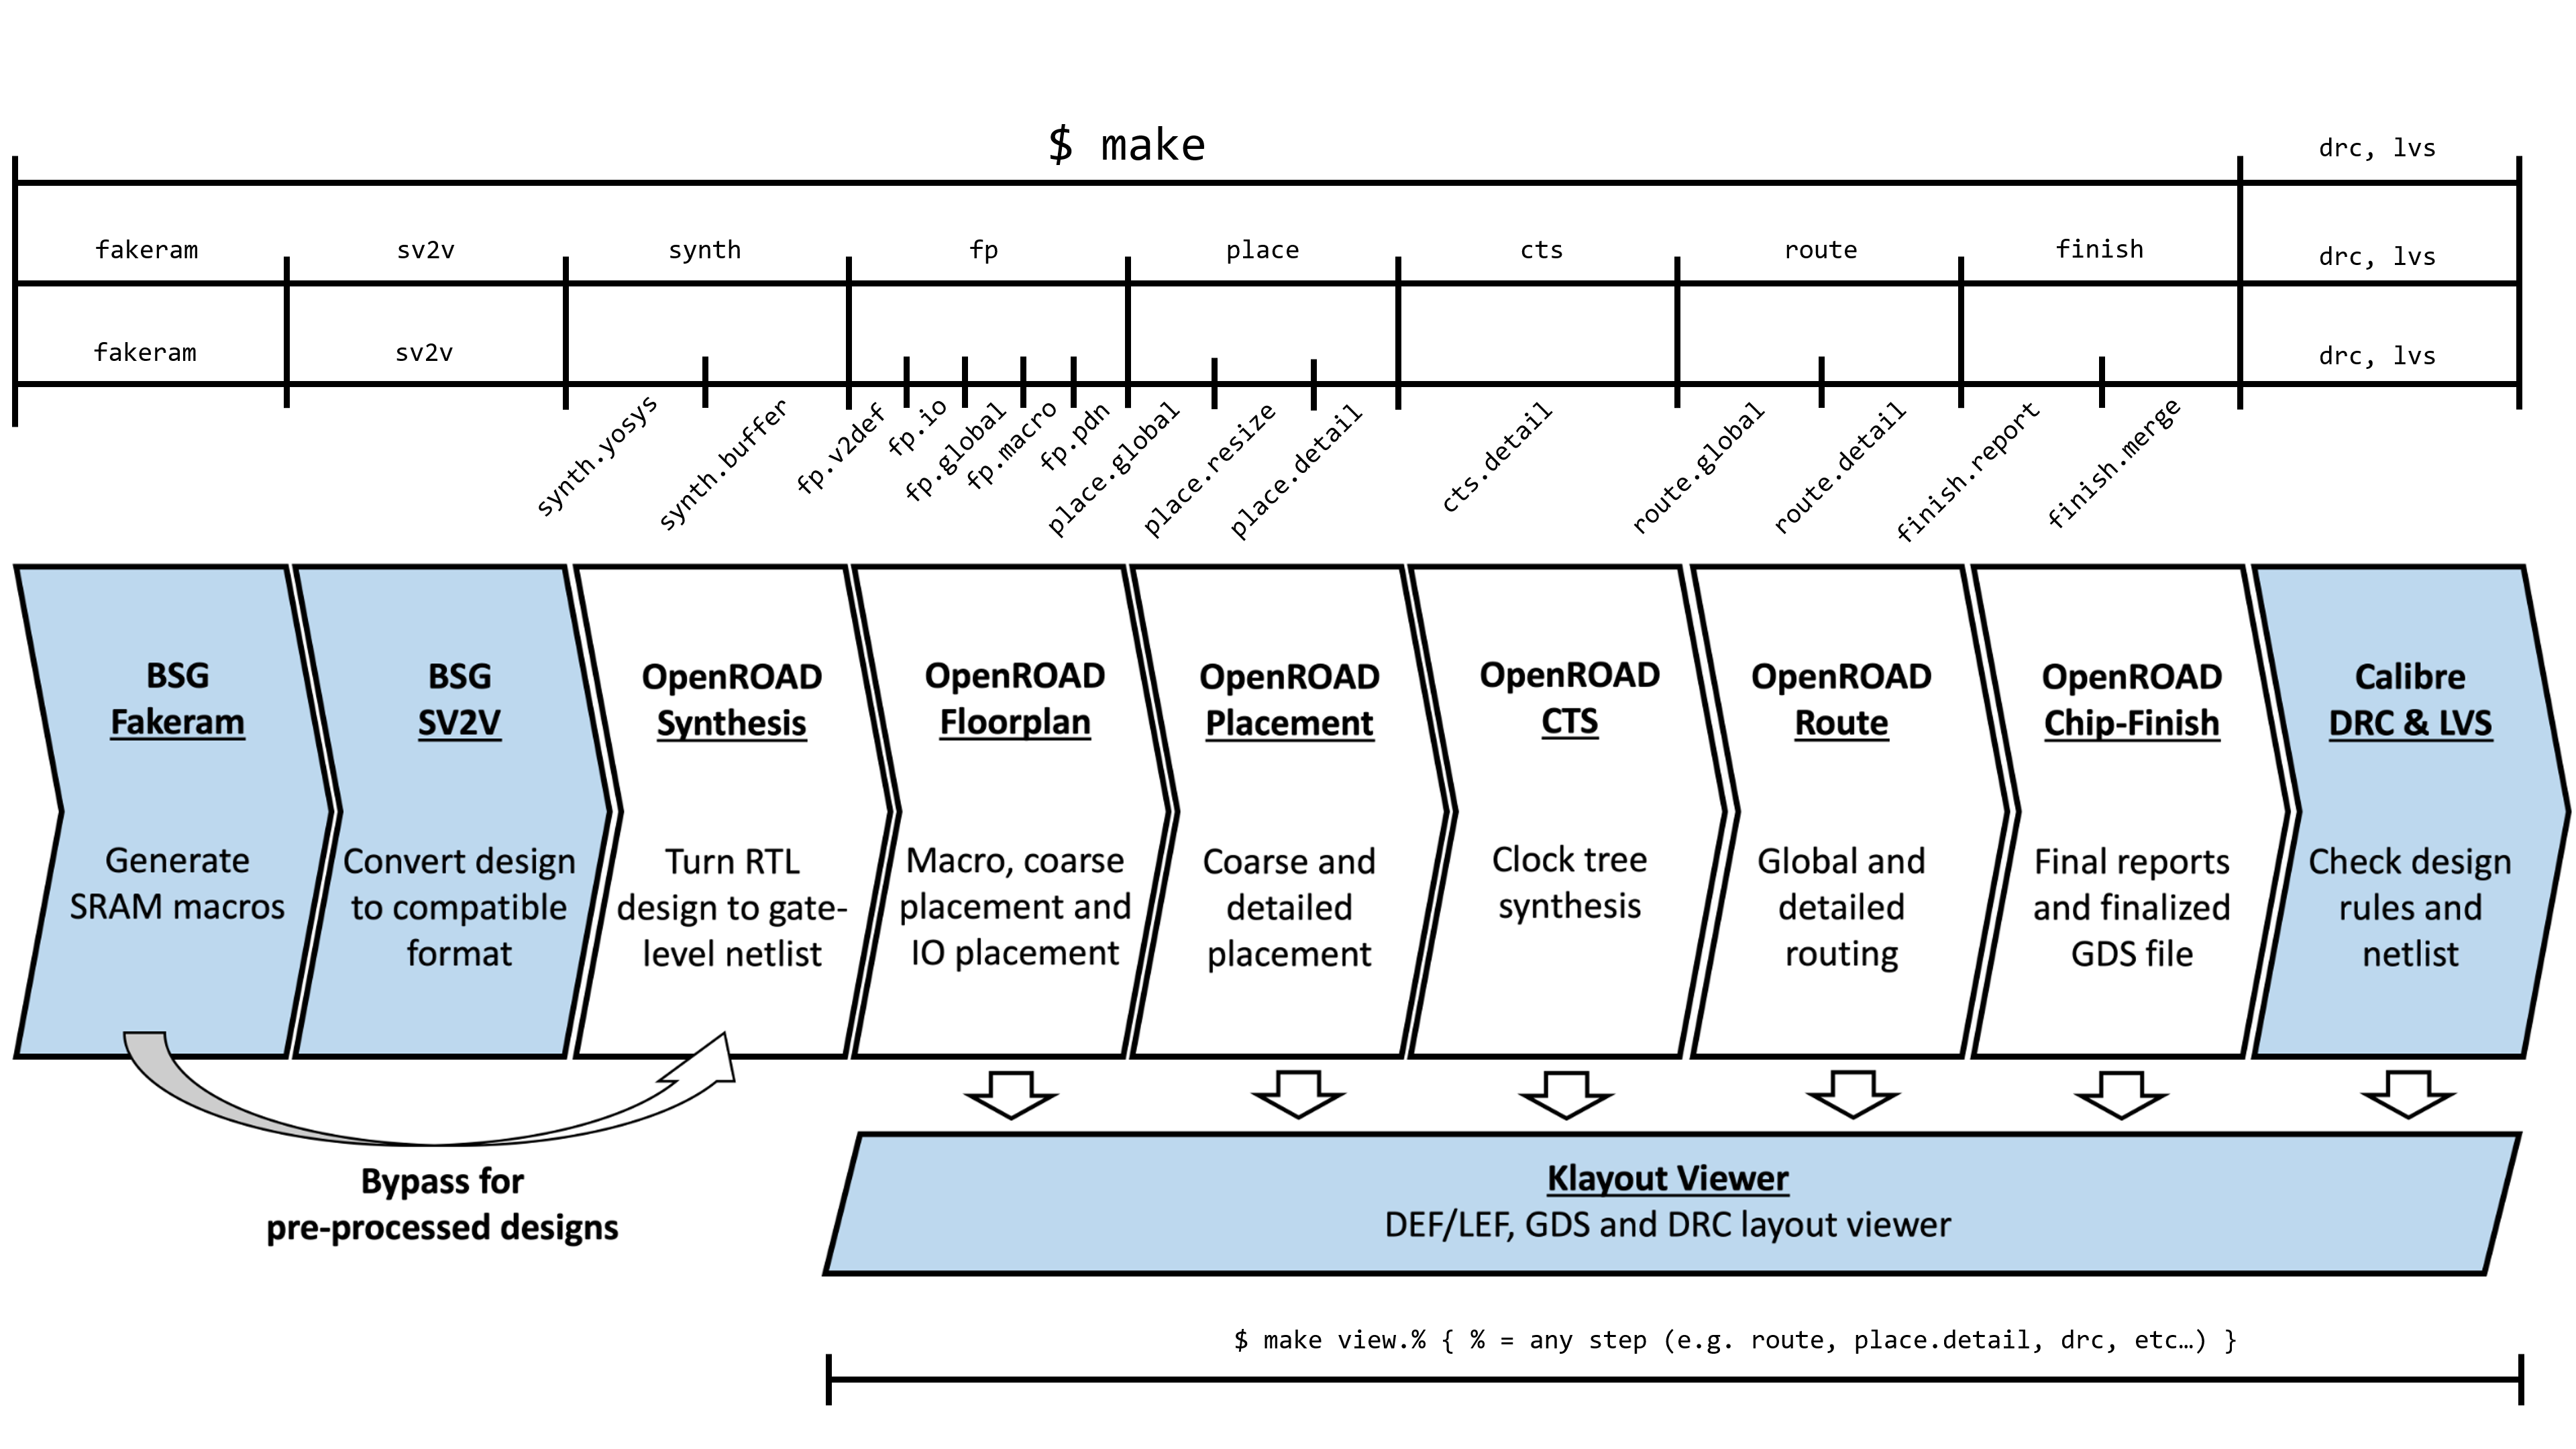 $ make
drc, lvs
fakeram
sv2v
synth
fp
place
cts
route
finish
drc, lvs
fakeram
sv2v
drc, lvs
synth.yosys
synth.buffer
fp.v2def
fp.io
fp.global
fp.macro
fp.pdn
place.global
place.resize
place.detail
cts.detail
route.global
route.detail
finish.report
finish.merge
BSG
Fakeram
Generate
SRAM macros
BSG
SV2V
Convert design
to compatible
format
OpenROAD
Synthesis
Turn RTL
design to gate-
level netlist
OpenROAD
Floorplan
Macro, coarse
placement and
IO placement
OpenROAD
Placement
Coarse and
detailed
placement
OpenROAD
CTS
Clock tree
synthesis
OpenROAD
Route
Global and
detailed
routing
OpenROAD
Chip-Finish
Final reports
and finalized
GDS file
Calibre
DRC & LVS
Check design
rules and
netlist
Bypass for
pre-processed designs
Klayout Viewer
DEF/LEF, GDS and DRC layout viewer
$ make view.% { % = any step (e.g. route, place.detail, drc, etc…) }